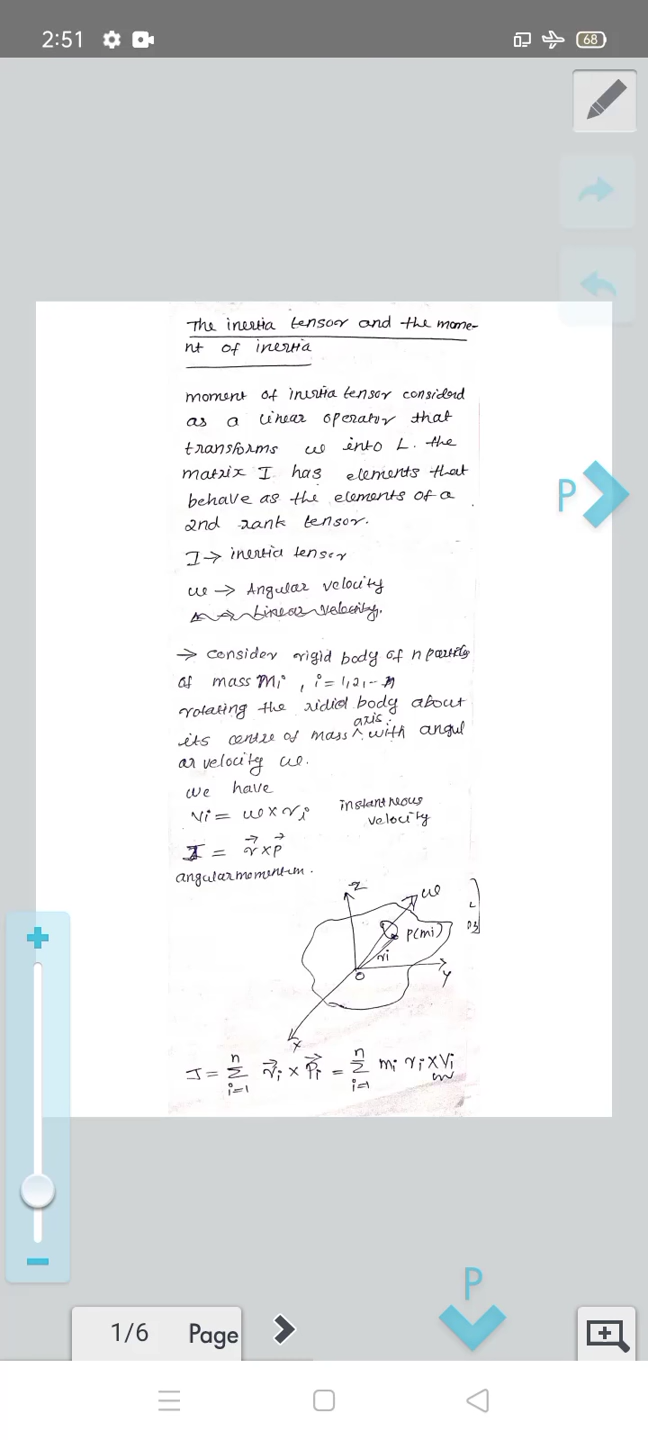 2:51
68
The inertia tensor and the mome-
nt of inertia
moment of inertia tensor considerd
as a linear operator that
transforms ω into L. the
matrix I has elements that
behave as the elements of a
2nd rank tensor.
I → inertia tensor
ω → Angular velocity
Linear velocity.
P
→ consider rigid body of n particle
of mass mi , i = 1,2,- n
rotating the ridid body about
its centre of mass ^ axis. with angul
ar velocity ω.
we have
Vi = ω × ri instantneous
velocity
J = r⃗ × p⃗
angular momentum.
z
ω
P(mi)
ri
O
y
x
J = n Σ i=1 r⃗i × P⃗i = n Σ i=1 mi ri × Vi
P
1/6 Page